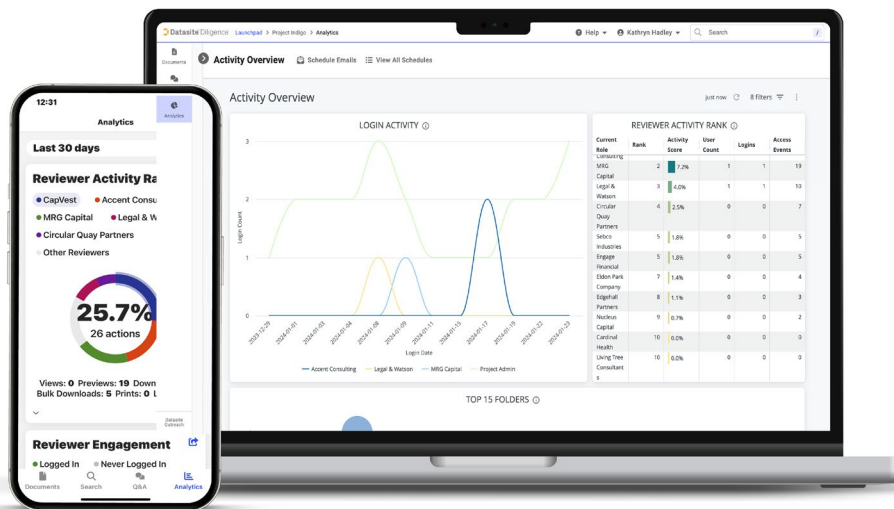 Datasite Diligence Launchpad > Project Indigo > Analytics
Help
Kathryn Hadley
Search
/
Documents
Activity Overview
Schedule Emails
View All Schedules
Analytics
Activity Overview
just now
8 filters
LOGIN ACTIVITY
3
2
1
0
Login Count
2023-12-29
2024-01-01
2024-01-03
2024-01-04
2024-01-08
2024-01-09
2024-01-11
2024-01-15
2024-01-17
2024-01-19
2024-01-22
2024-01-23
Login Date
Accent Consulting Legal & Watson MRG Capital Project Admin
REVIEWER ACTIVITY RANK
Current Role Rank Activity Score User Count Logins Access Events
Consulting
MRG Capital 2 7.2% 1 1 19
Legal & Watson 3 4.0% 1 1 10
Circular Quay Partners 4 2.5% 0 0 7
Sebco Industries 5 1.8% 0 0 5
Engage Financial 5 1.8% 0 0 5
Eldon Park Company 7 1.4% 0 0 4
Edgehall Partners 8 1.1% 0 0 3
Nucleus Capital 9 0.7% 0 0 2
Cardinal Health 10 0.0% 0 0 0
Living Tree Consultants 10 0.0% 0 0 0
TOP 15 FOLDERS
Datasite Outreach
12:31
Analytics
Last 30 days
Reviewer Activity Ra
CapVest Accent Consu
MRG Capital Legal & W
Circular Quay Partners
Other Reviewers
25.7%
26 actions
Views: 0 Previews: 19 Down
Bulk Downloads: 5 Prints: 0 L
Reviewer Engagement
Logged In Never Logged In
Documents Search Q&A Analytics